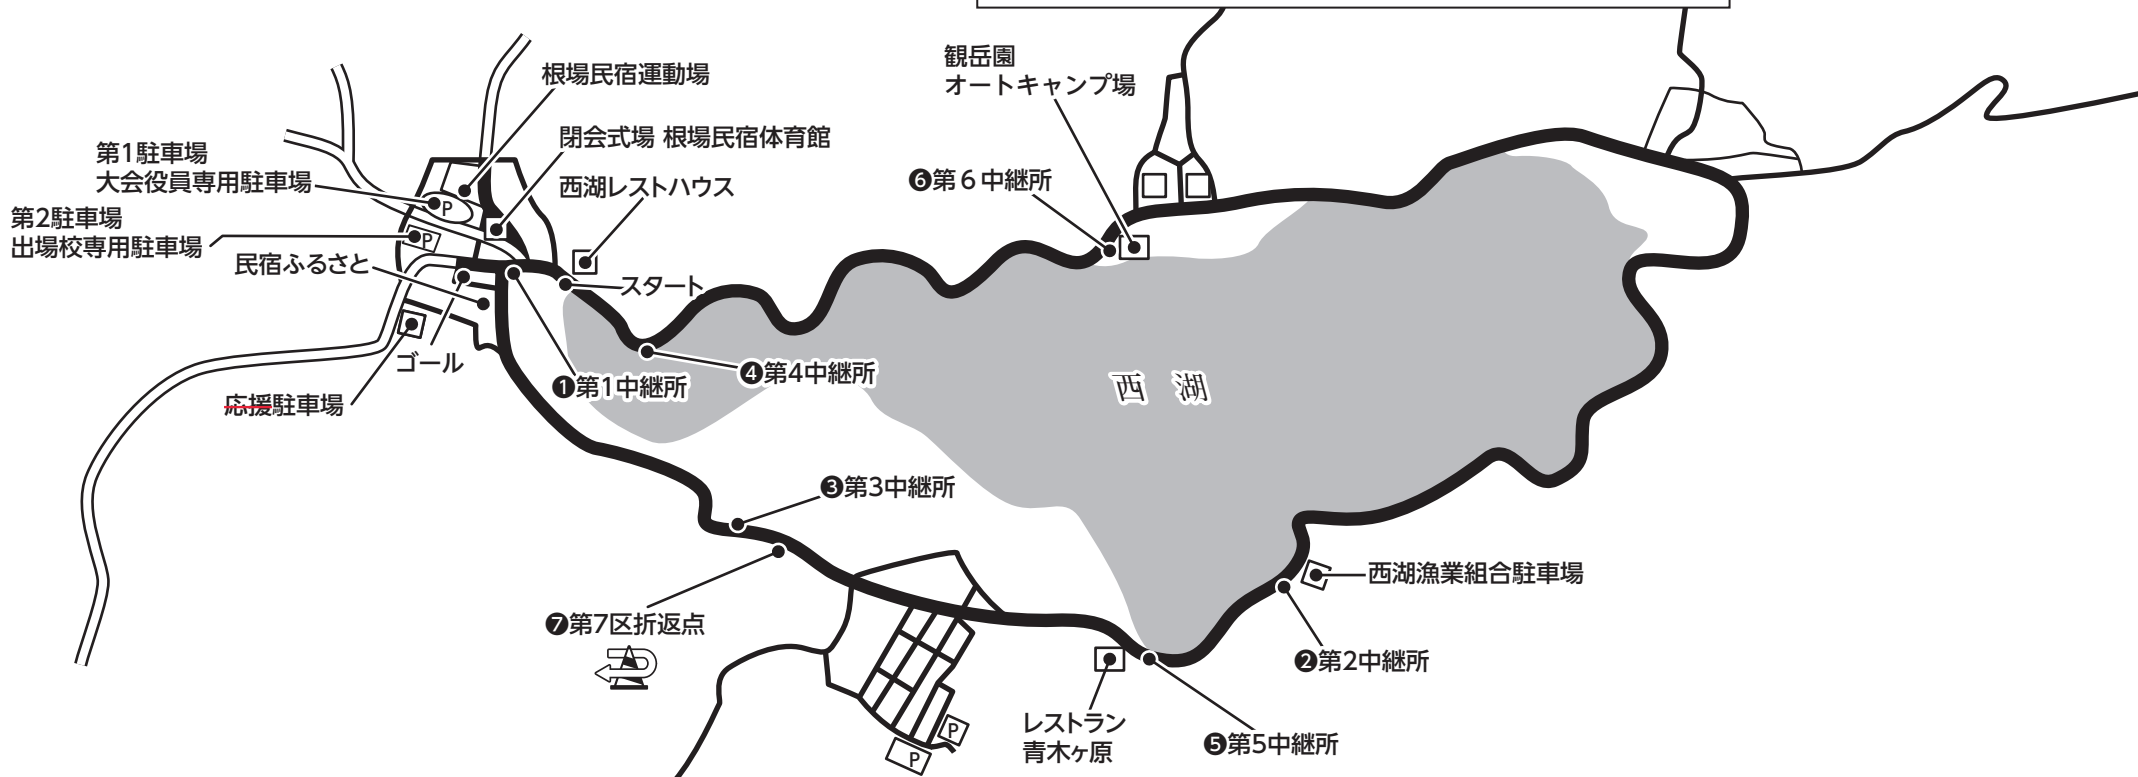 観岳園
オートキャンプ場
根場民宿運動場
閉会式場 根場民宿体育館
第1駐車場
大会役員専用駐車場
西湖レストハウス
❻第６中継所
第2駐車場
出場校専用駐車場
P
P
民宿ふるさと
スタート
ゴール
❹第4中継所
❶第1中継所
西 湖
応援駐車場
❸第3中継所
西湖漁業組合駐車場
❼第7区折返点
❷第2中継所
レストラン
青木ヶ原
❺第5中継所
P
P